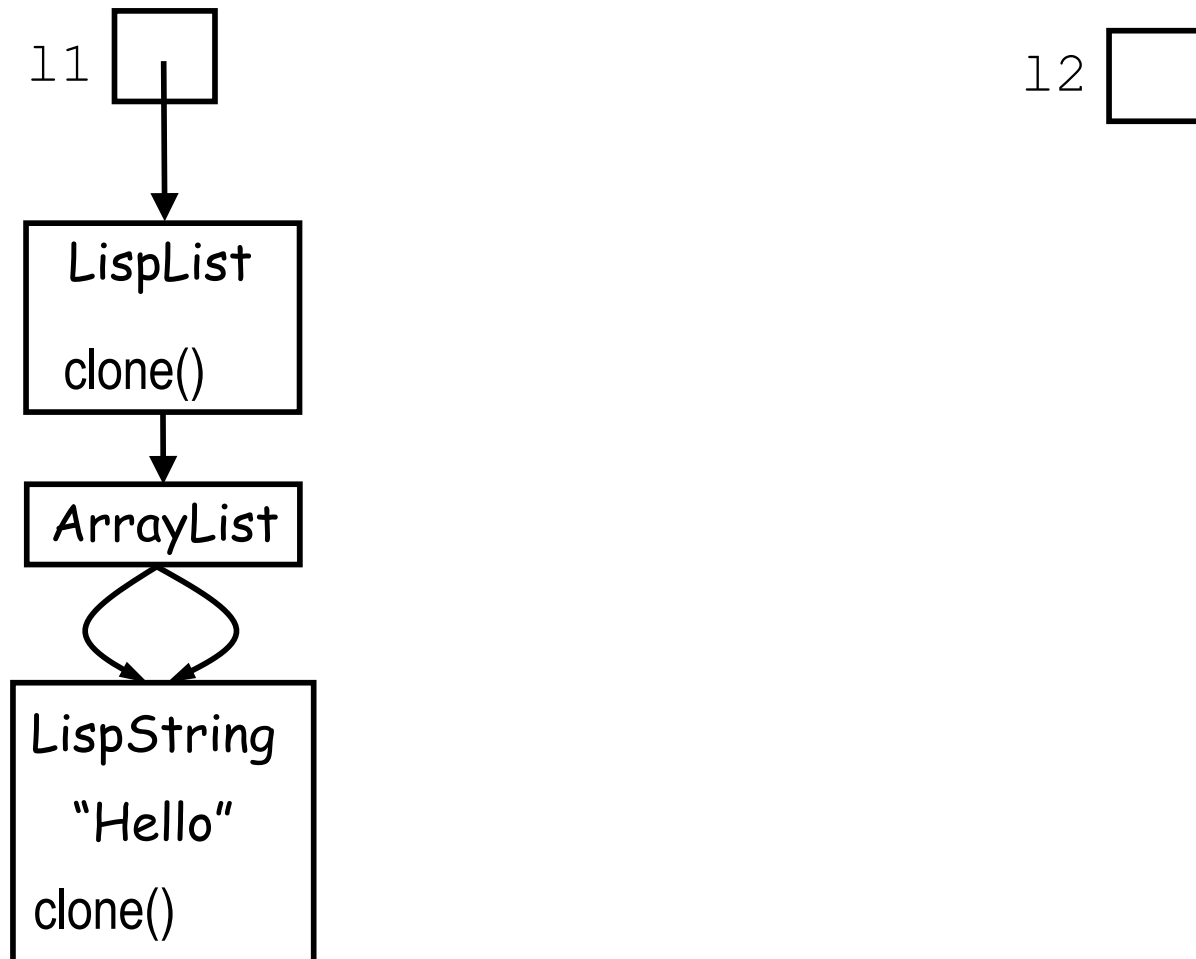 l1
l2
LispList
clone()
ArrayList
LispString
“Hello”
clone()